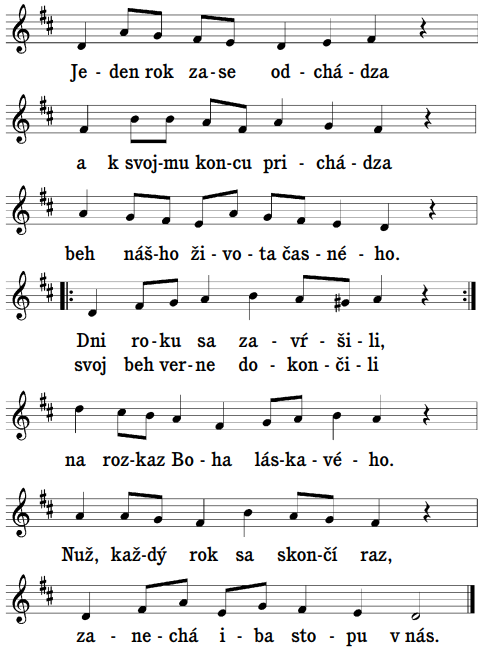 Je - den rok za - se od - chá - dza
a k svoj-mu kon-cu pri - chá - dza
beh náš-ho ži - vo - ta čas - né - ho.
Dni ro - ku sa za - vŕ - ši - li,
svoj beh ver - ne do - kon - či - li
na roz-kaz Bo - ha lás - ka - vé - ho.
Nuž, kaž-dý rok sa skon-čí raz,
za - ne - chá i - ba sto - pu v nás.